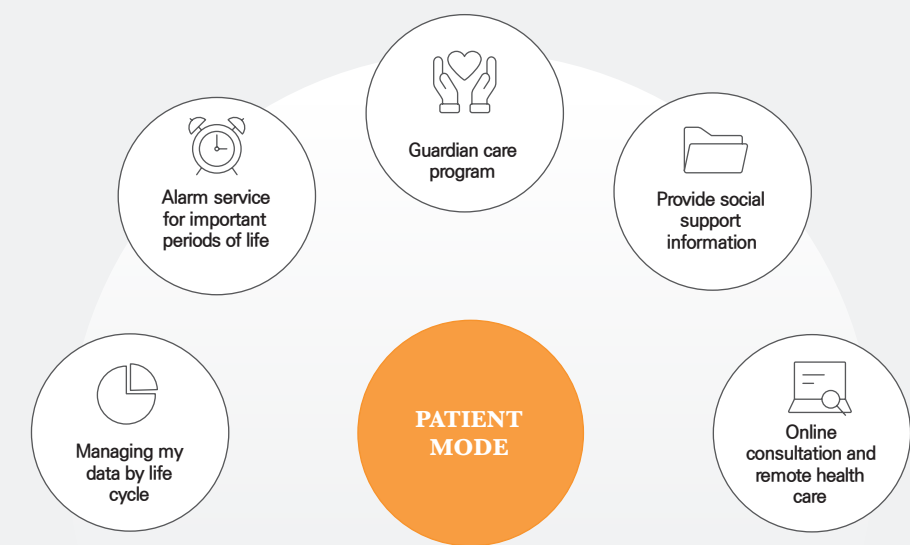 Guardian care
program
Alarm service
for important
periods of life
Provide social
support
information
Managing my
data by life
cycle
PATIENT
MODE
Online
consultation and
remote health
care